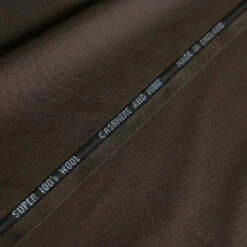 SUPER 100's WOOL CASHMERE AND MINK MADE IN ENGLAND